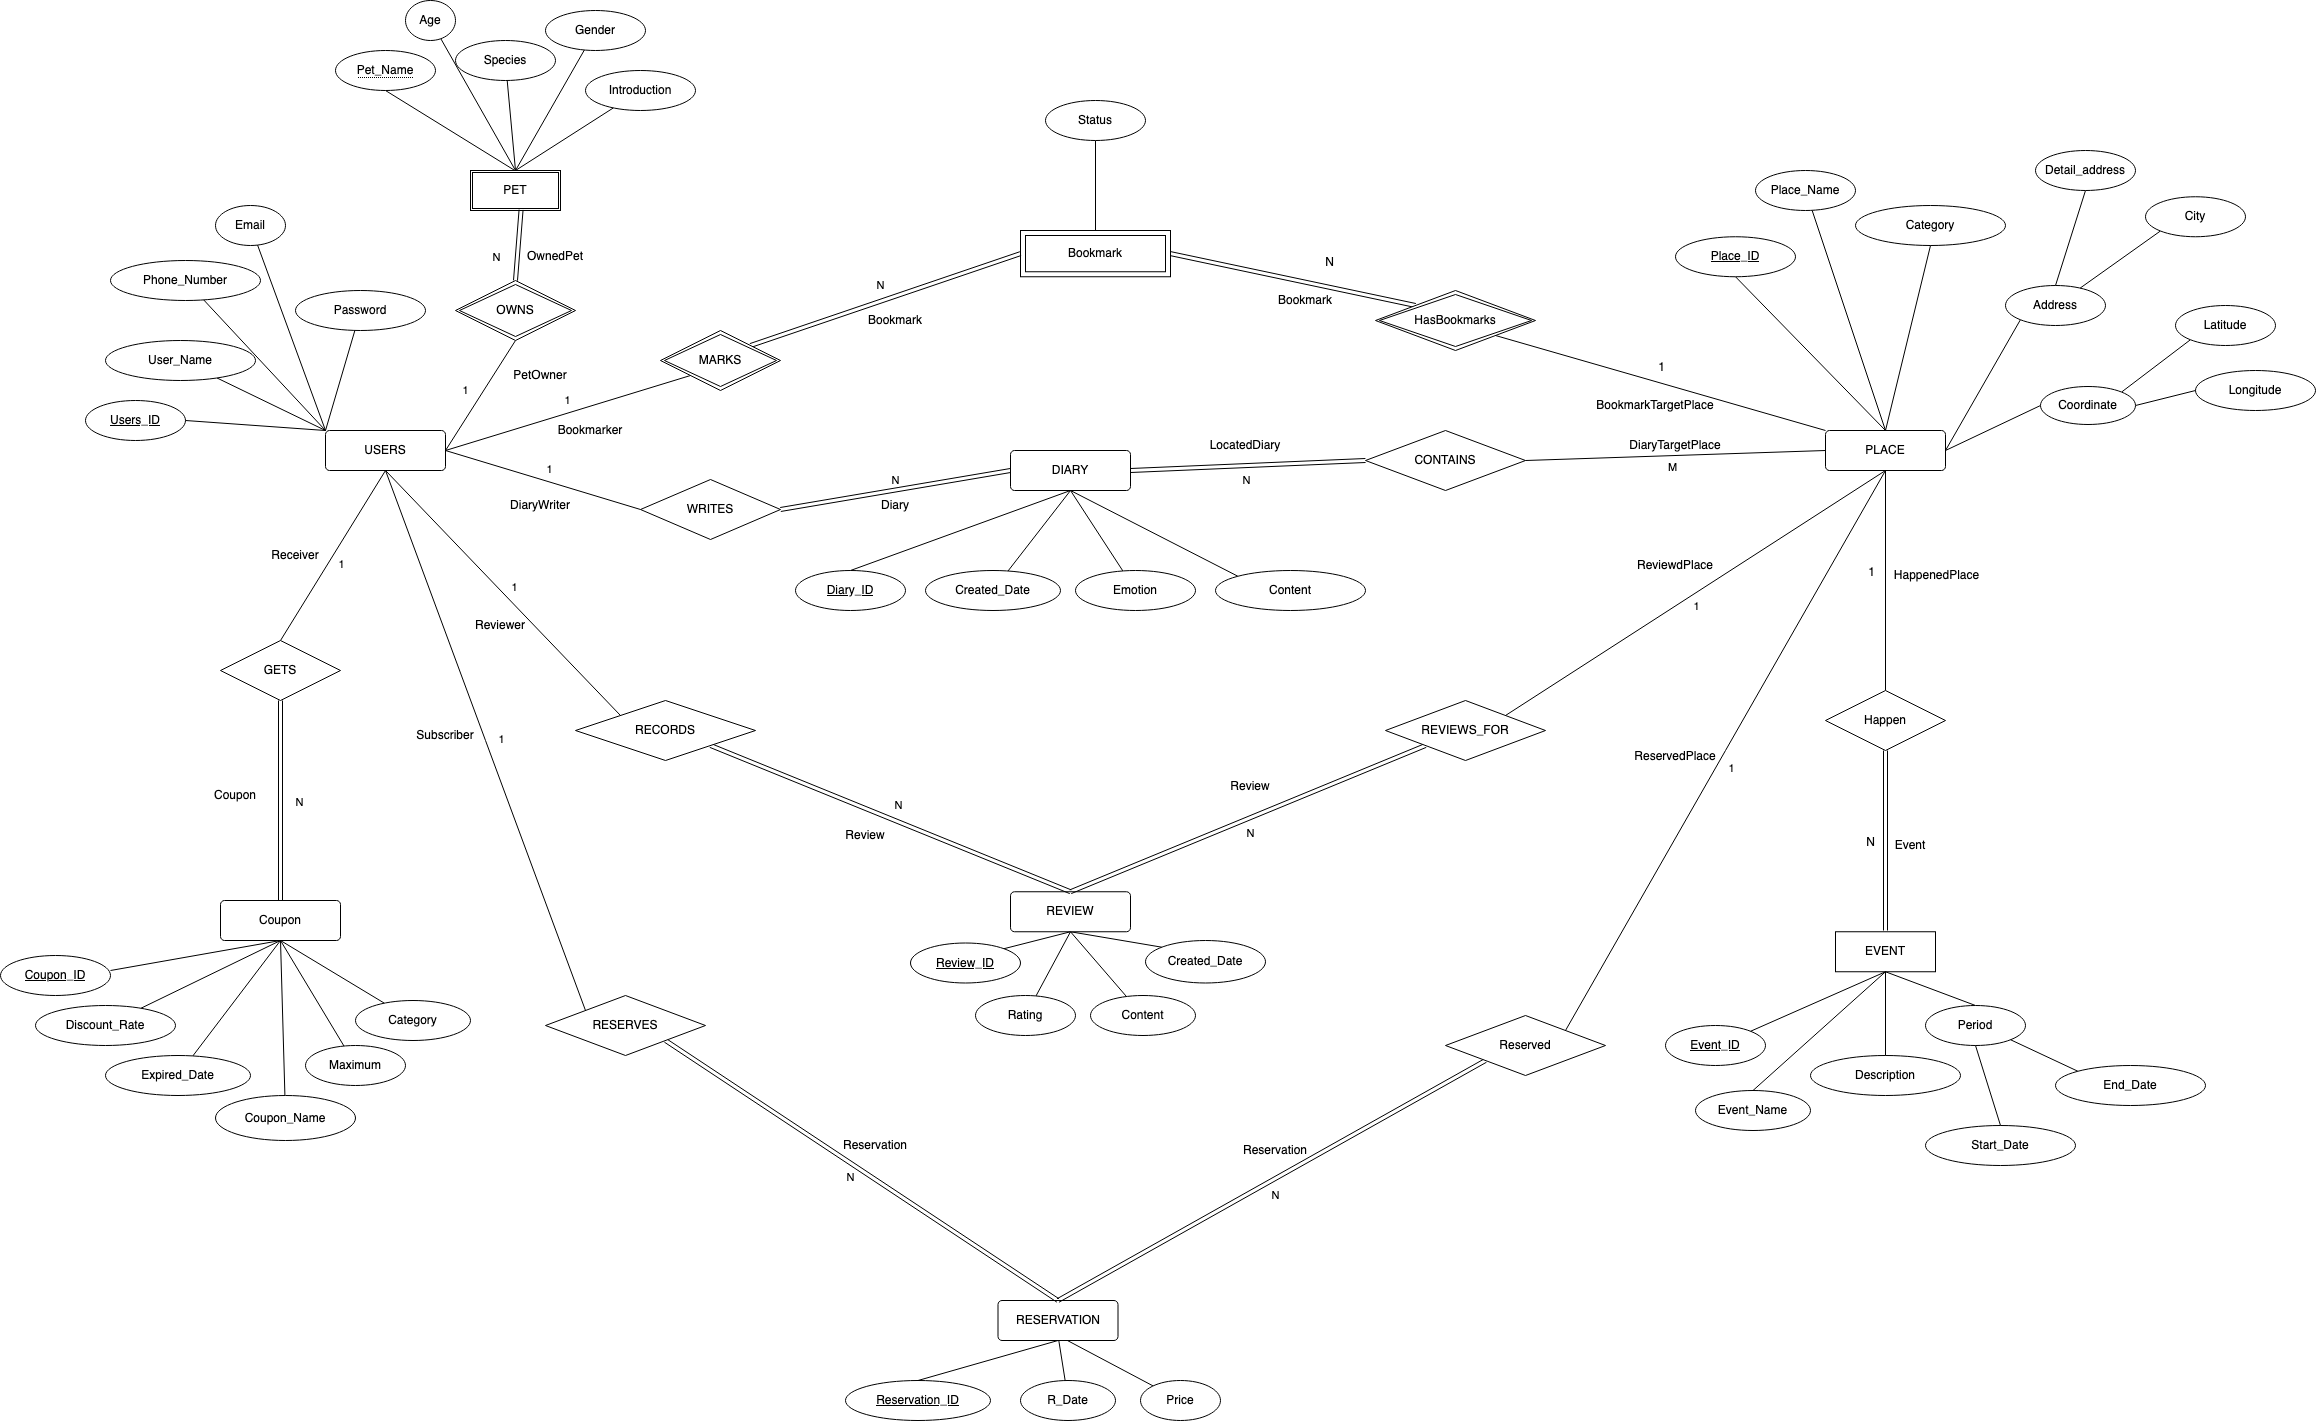 Age
Gender
Species
Pet_Name
Introduction
Status
PET
Detail_address
Place_Name
City
Category
Email
N
OwnedPet
Bookmark
N
Place_ID
Phone_Number
Password
OWNS
N
Bookmark
Bookmark
HasBookmarks
Address
Latitude
User_Name
MARKS
PetOwner
1
1
Longitude
Users_ID
1
Bookmarker
BookmarkTargetPlace
Coordinate
USERS
LocatedDiary
DiaryTargetPlace
PLACE
CONTAINS
1
DIARY
M
N
N
DiaryWriter
WRITES
Diary
Receiver
1
1
Diary_ID
Created_Date
Emotion
Content
ReviewdPlace
1
HappenedPlace
1
Reviewer
GETS
Subscriber
1
RECORDS
REVIEWS_FOR
Happen
ReservedPlace
1
Coupon
N
N
Review
Review
N
N
Event
Coupon
REVIEW
EVENT
Coupon_ID
Review_ID
Created_Date
Discount_Rate
Category
RESERVES
Rating
Content
Reserved
Event_ID
Period
Expired_Date
Maximum
Description
End_Date
Coupon_Name
Event_Name
Reservation
N
Reservation
N
Start_Date
RESERVATION
Reservation_ID
R_Date
Price